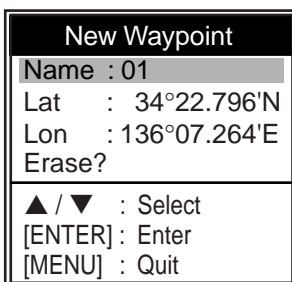 New Waypoint
Name : 01
Lat : 34°22.796'N
Lon : 136°07.264'E
Erase?
▲ / ▼ : Select
[ENTER] : Enter
[MENU] : Quit